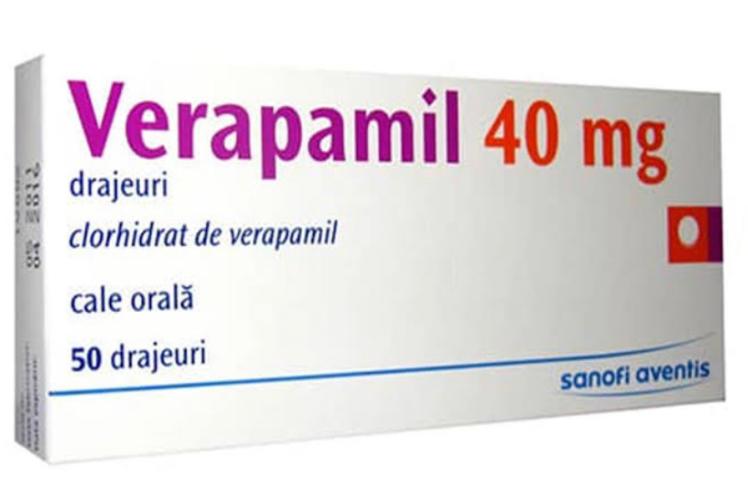 Verapamil 40 mg
drajeuri
clorhidrat de verapamil
cale orală
50 drajeuri
sanofi aventis